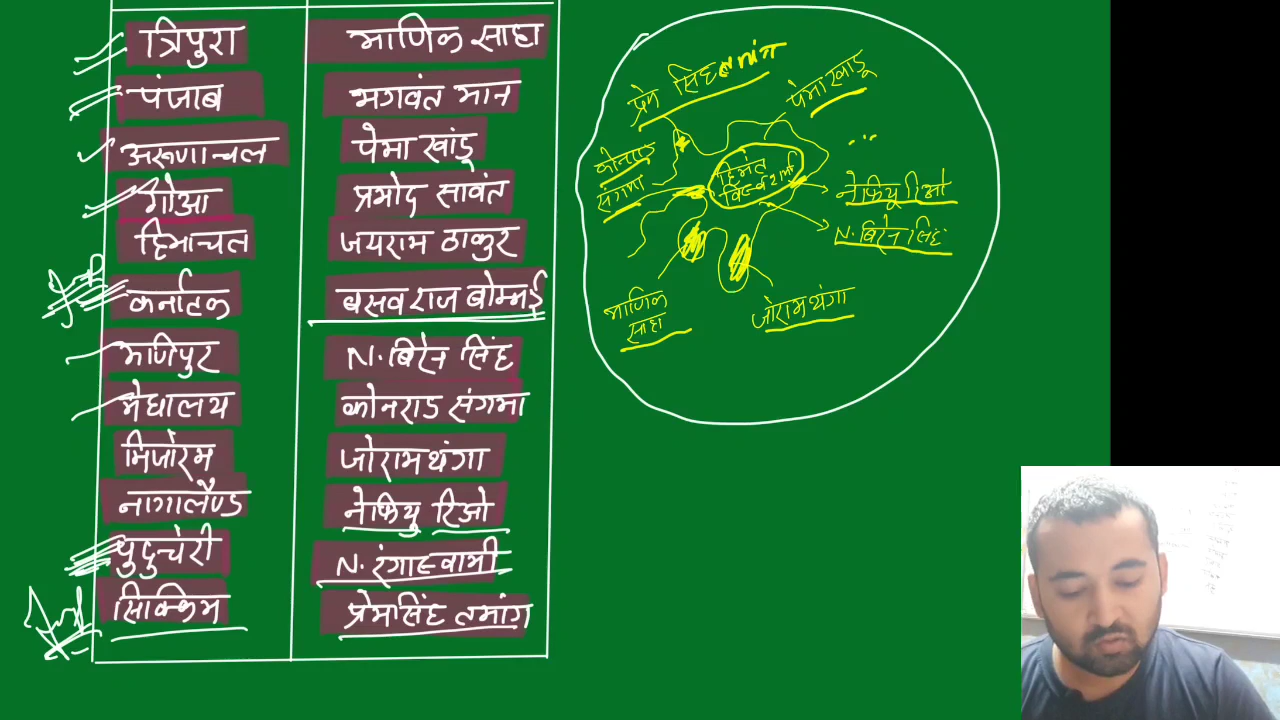 त्रिपुरा माणिक साहा
पंजाब भगवंत मान
अरूणाचल पेमा खांडू
गोआ प्रमोद सावंत
हिमाचल जयराम ठाकुर
कर्नाटक बसवराज बोम्मई
मणिपुर N. बिरेन सिंह
मेघालय कोनराड संगमा
मिजोरम जोरामथंगा
नागालैण्ड नेफियु रिओ
पुदुचेरी N. रंगास्वामी
सिक्किम प्रेमसिंह तमांग
प्रेम सिंह तमांग
पेमा खांडू
कोनराड
संगमा
हिमंत
नेफियू रिओ
N. बिरेन सिंह
माणिक
साहा
जोरामथंगा